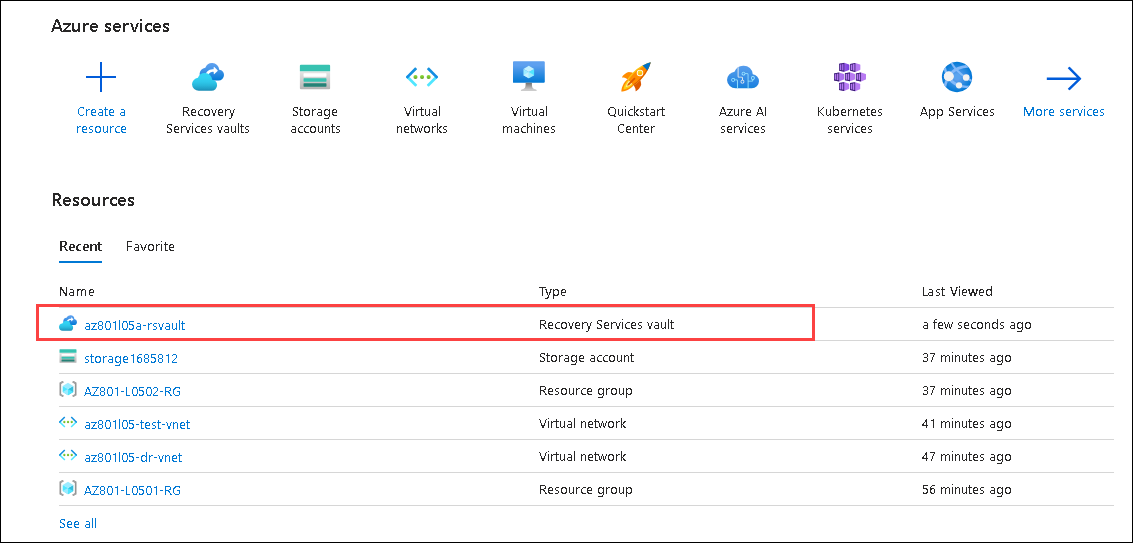 Azure services
Create a
resource
Recovery
Services vaults
Storage
accounts
Virtual
networks
Virtual
machines
Quickstart
Center
Azure AI
services
Kubernetes
services
App Services
More services
Resources
Recent Favorite
Name Type Last Viewed
az801l05a-rsvault Recovery Services vault a few seconds ago
storage1685812 Storage account 37 minutes ago
AZ801-L0502-RG Resource group 37 minutes ago
az801l05-test-vnet Virtual network 41 minutes ago
az801l05-dr-vnet Virtual network 47 minutes ago
AZ801-L0501-RG Resource group 56 minutes ago
See all